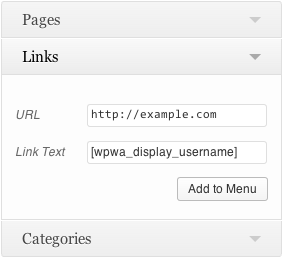 Pages
Links
URL http://example.com
Link Text [wpwa_display_username]
Add to Menu
Categories